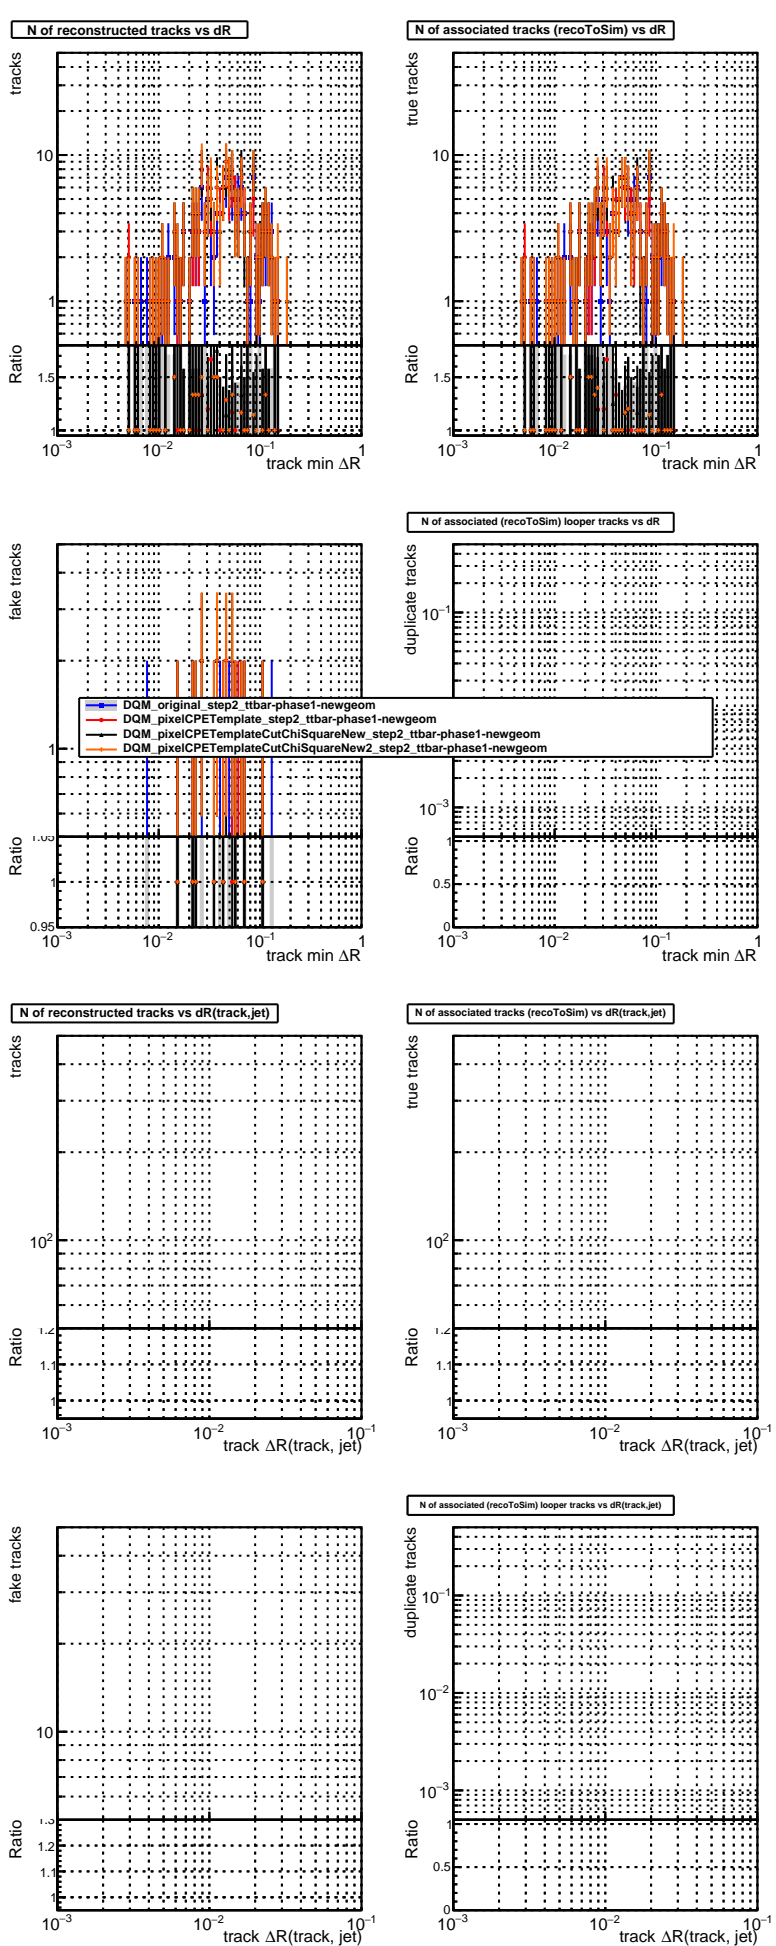 N of reconstructed tracks vs dR
tracks
10
1
Ratio
1.5
1
10−3
10−2
10−1
1
track min ΔR
N of associated tracks (recoToSim) vs dR
true tracks
10
1
Ratio
1.5
1
10−3
10−2
10−1
1
track min ΔR
fake tracks
1
Ratio
1.05
1
0.95
10−3
10−2
10−1
1
track min ΔR
N of associated (recoToSim) looper tracks vs dR
duplicate tracks
10−1
10−3
Ratio
1
0.5
0
10−3
10−2
10−1
1
track min ΔR
DQM_original_step2_ttbar-phase1-newgeom
DQM_pixelCPETemplate_step2_ttbar-phase1-newgeom
DQM_pixelCPETemplateCutChiSquareNew_step2_ttbar-phase1-newgeom
DQM_pixelCPETemplateCutChiSquareNew2_step2_ttbar-phase1-newgeom
N of reconstructed tracks vs dR(track,jet)
tracks
10²
Ratio
1.2
1.1
1
10−3
10−2
10−1
track ΔR(track, jet)
N of associated tracks (recoToSim) vs dR(track,jet)
true tracks
10²
Ratio
1.2
1.1
1
10−3
10−2
10−1
track ΔR(track, jet)
fake tracks
10
Ratio
1.3
1.2
1.1
1
10−3
10−2
10−1
track ΔR(track, jet)
N of associated (recoToSim) looper tracks vs dR(track,jet)
duplicate tracks
10−1
10−2
10−3
Ratio
1
0.5
0
10−3
10−2
10−1
track ΔR(track, jet)